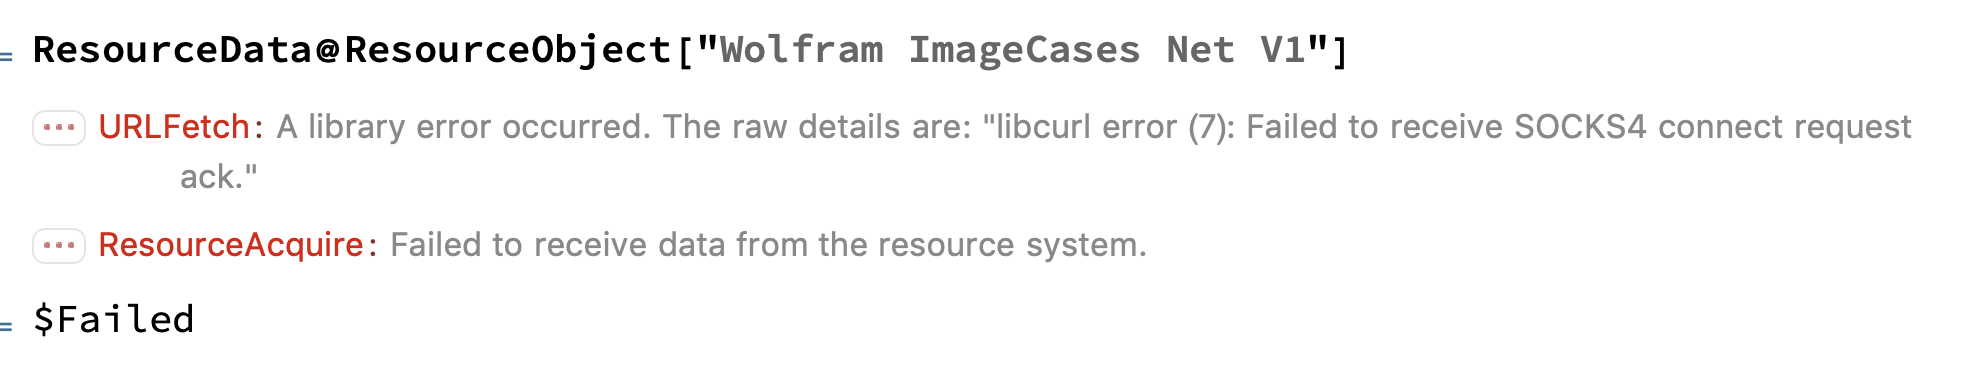 = ResourceData@ResourceObject["Wolfram ImageCases Net V1"]
··· URLFetch: A library error occurred. The raw details are: "libcurl error (7): Failed to receive SOCKS4 connect request
ack."
··· ResourceAcquire: Failed to receive data from the resource system.
= $Failed